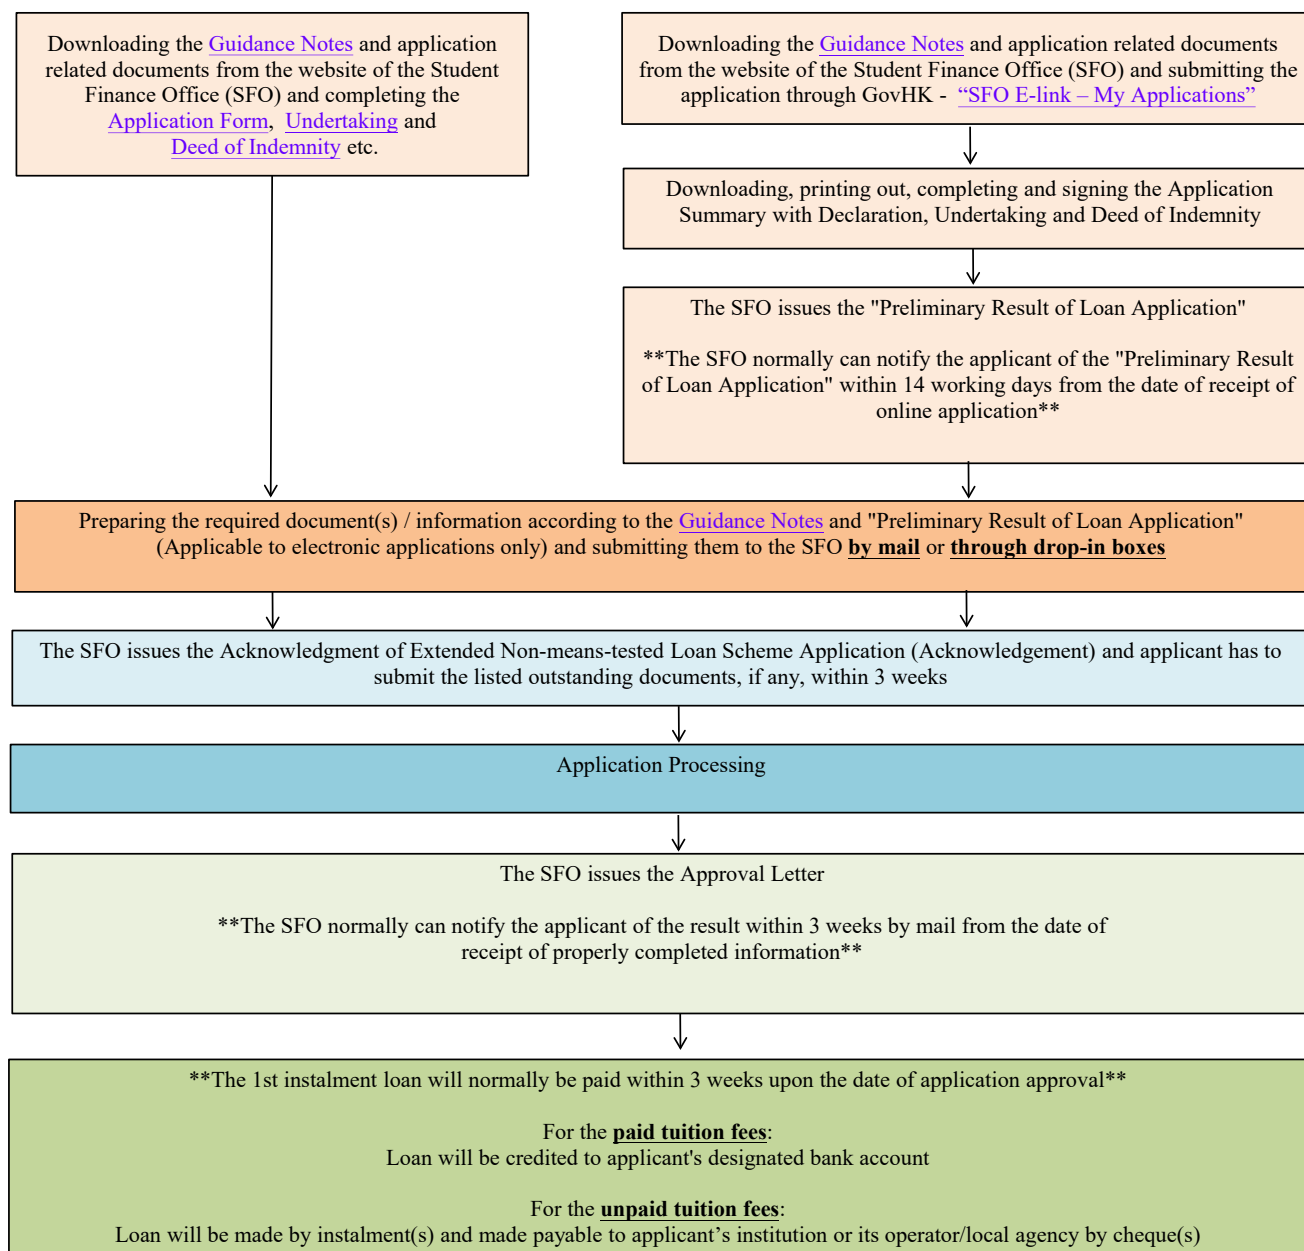 Downloading the Guidance Notes and application
related documents from the website of the Student
Finance Office (SFO) and completing the
Application Form, Undertaking and
Deed of Indemnity etc.
Downloading the Guidance Notes and application related documents
from the website of the Student Finance Office (SFO) and submitting the
application through GovHK - “SFO E-link – My Applications”
Downloading, printing out, completing and signing the Application
Summary with Declaration, Undertaking and Deed of Indemnity
The SFO issues the "Preliminary Result of Loan Application"
**The SFO normally can notify the applicant of the "Preliminary Result
of Loan Application" within 14 working days from the date of receipt of
online application**
Preparing the required document(s) / information according to the Guidance Notes and "Preliminary Result of Loan Application"
(Applicable to electronic applications only) and submitting them to the SFO by mail or through drop-in boxes
The SFO issues the Acknowledgment of Extended Non-means-tested Loan Scheme Application (Acknowledgement) and applicant has to
submit the listed outstanding documents, if any, within 3 weeks
Application Processing
The SFO issues the Approval Letter
**The SFO normally can notify the applicant of the result within 3 weeks by mail from the date of
receipt of properly completed information**
**The 1st instalment loan will normally be paid within 3 weeks upon the date of application approval**
For the paid tuition fees:
Loan will be credited to applicant's designated bank account
For the unpaid tuition fees:
Loan will be made by instalment(s) and made payable to applicant’s institution or its operator/local agency by cheque(s)